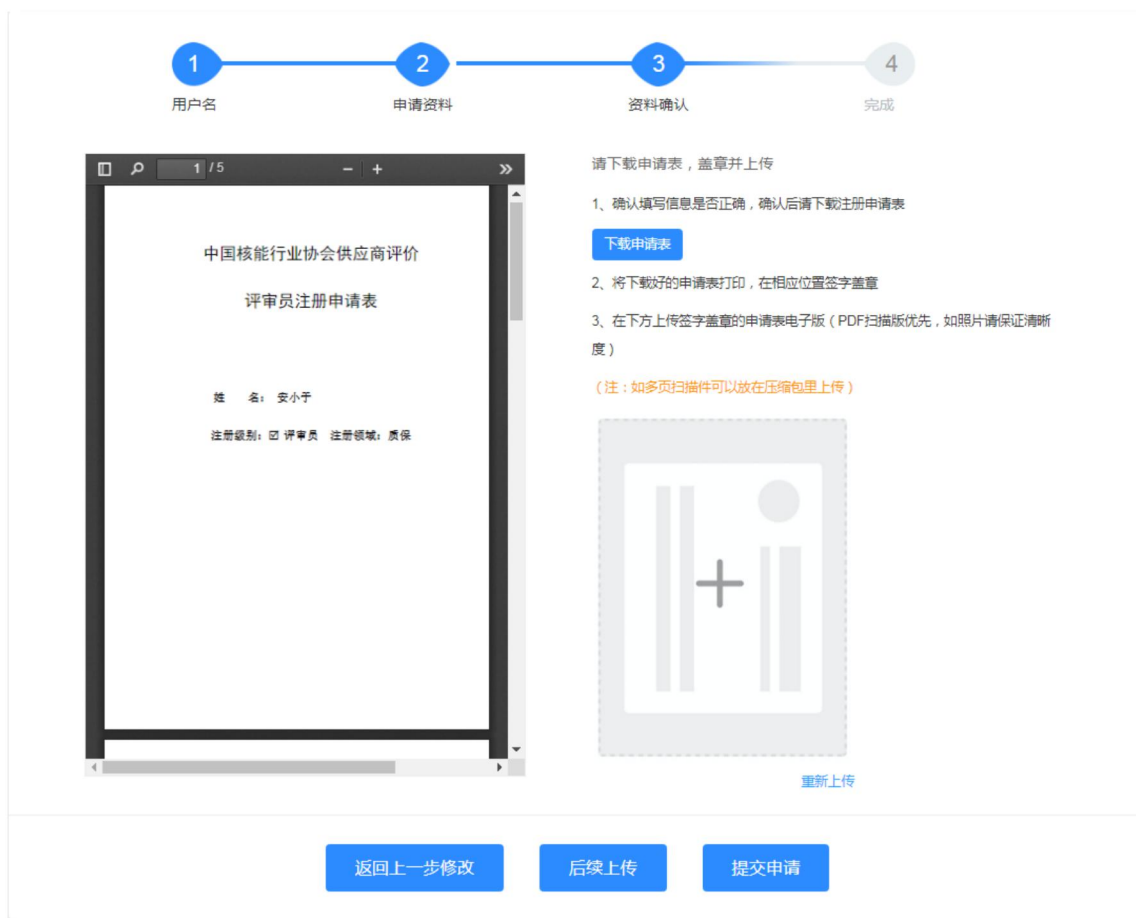 1
2
3
4
用户名
申请资料
资料确认
完成
1 / 5
中国核能行业协会供应商评价
评审员注册申请表
姓 名: 安小于
注册级别: ☑ 评审员 注册领域: 质保
请下载申请表，盖章并上传
1、确认填写信息是否正确，确认后请下载注册申请表
下载申请表
2、将下载好的申请表打印，在相应位置签字盖章
3、在下方上传签字盖章的申请表电子版（PDF扫描版优先，如照片请保证清晰
度）
（注：如多页扫描件可以放在压缩包里上传）
重新上传
返回上一步修改
后续上传
提交申请